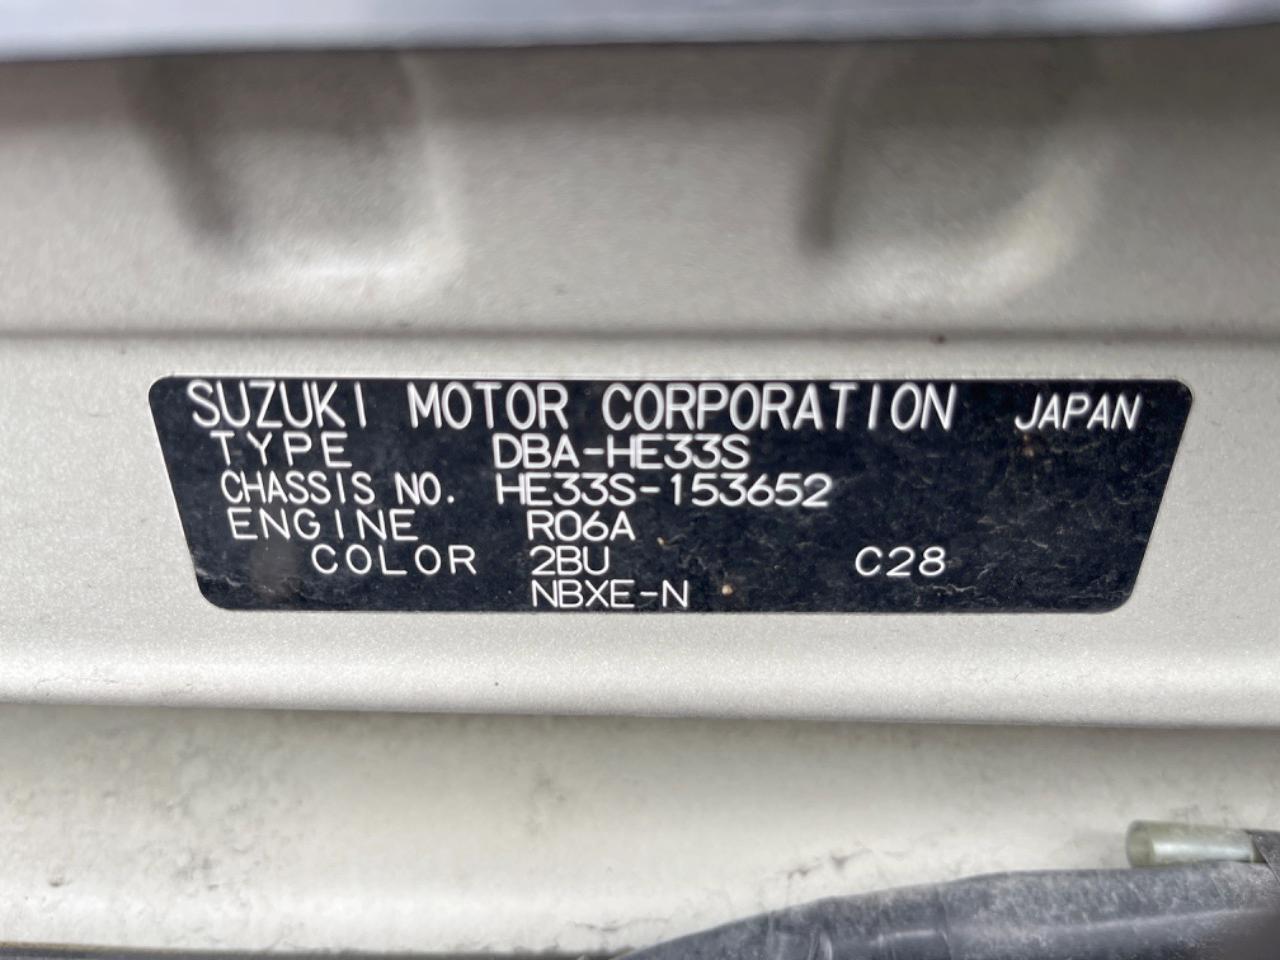 SUZUKI MOTOR CORPORATION JAPAN
TYPE DBA-HE33S
CHASSIS NO. HE33S-153652
ENGINE R06A
COLOR 2BU C28
NBXE-N